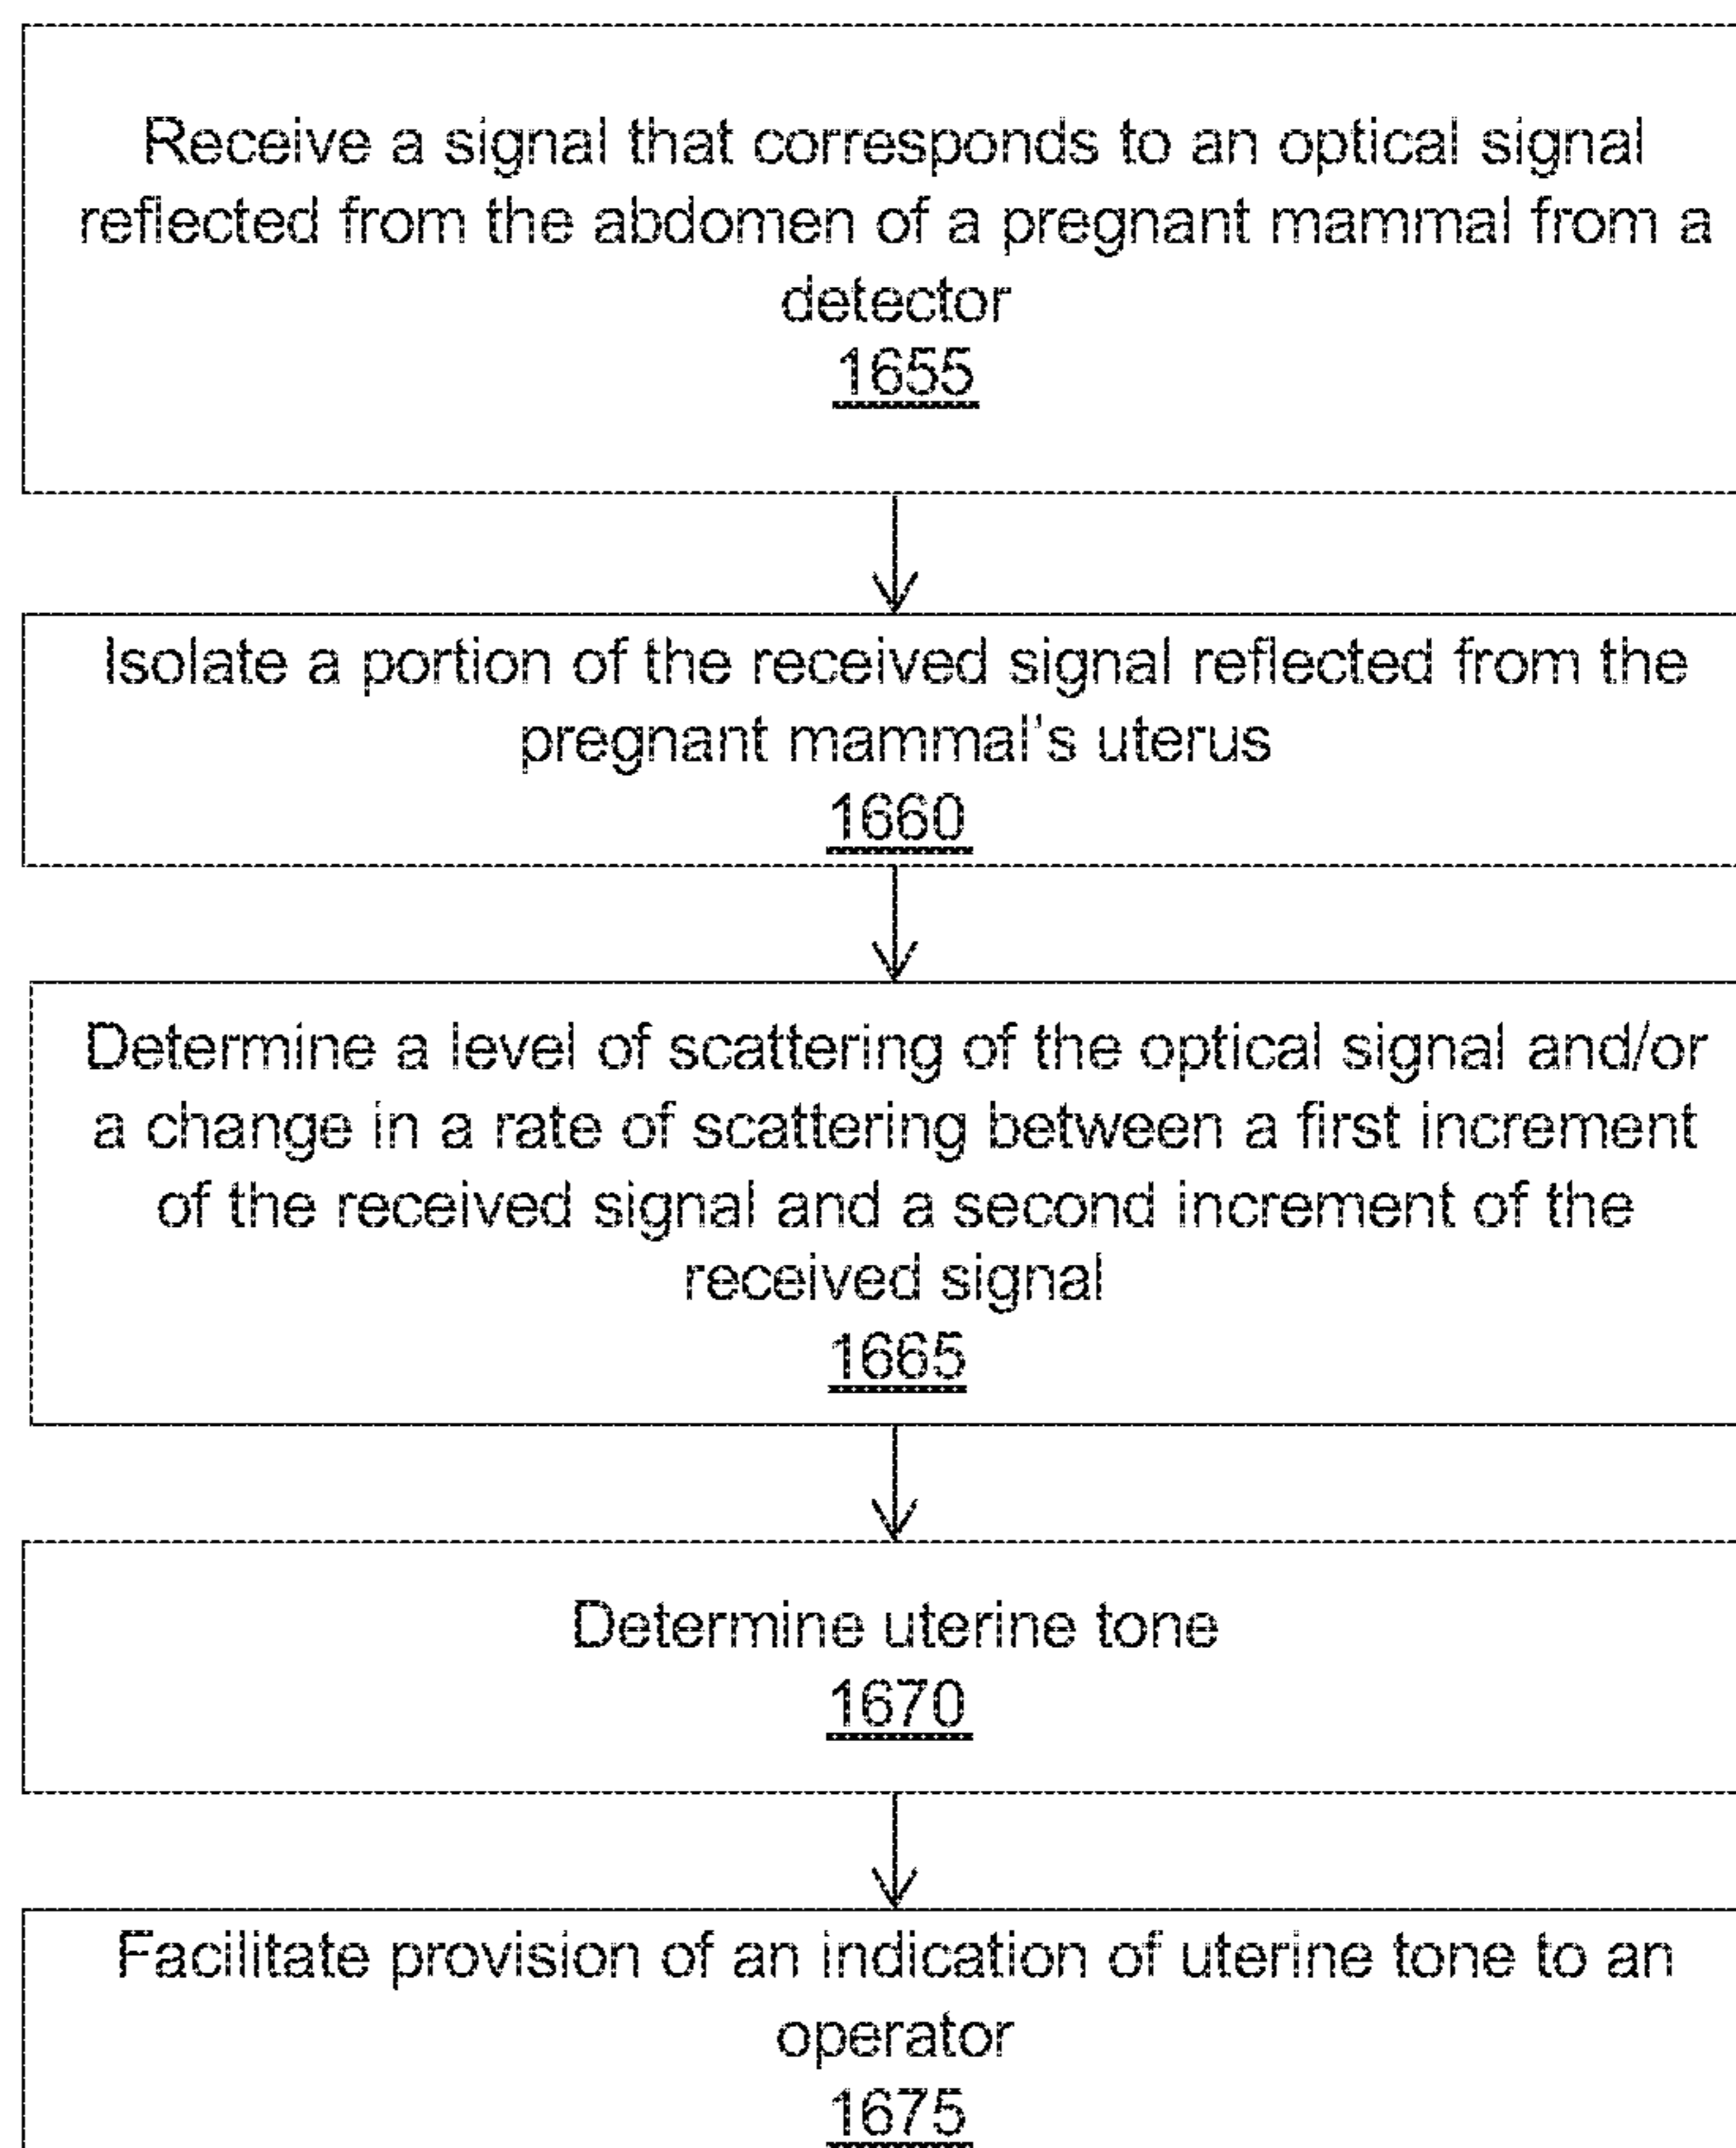 Receive a signal that corresponds to an optical signal
reflected from the abdomen of a pregnant mammal from a
detector
1655
Isolate a portion of the received signal reflected from the
pregnant mammal's uterus
1660
Determine a level of scattering of the optical signal and/or
a change in a rate of scattering between a first increment
of the received signal and a second increment of the
received signal
1665
Determine uterine tone
1670
Facilitate provision of an indication of uterine tone to an
operator
1675